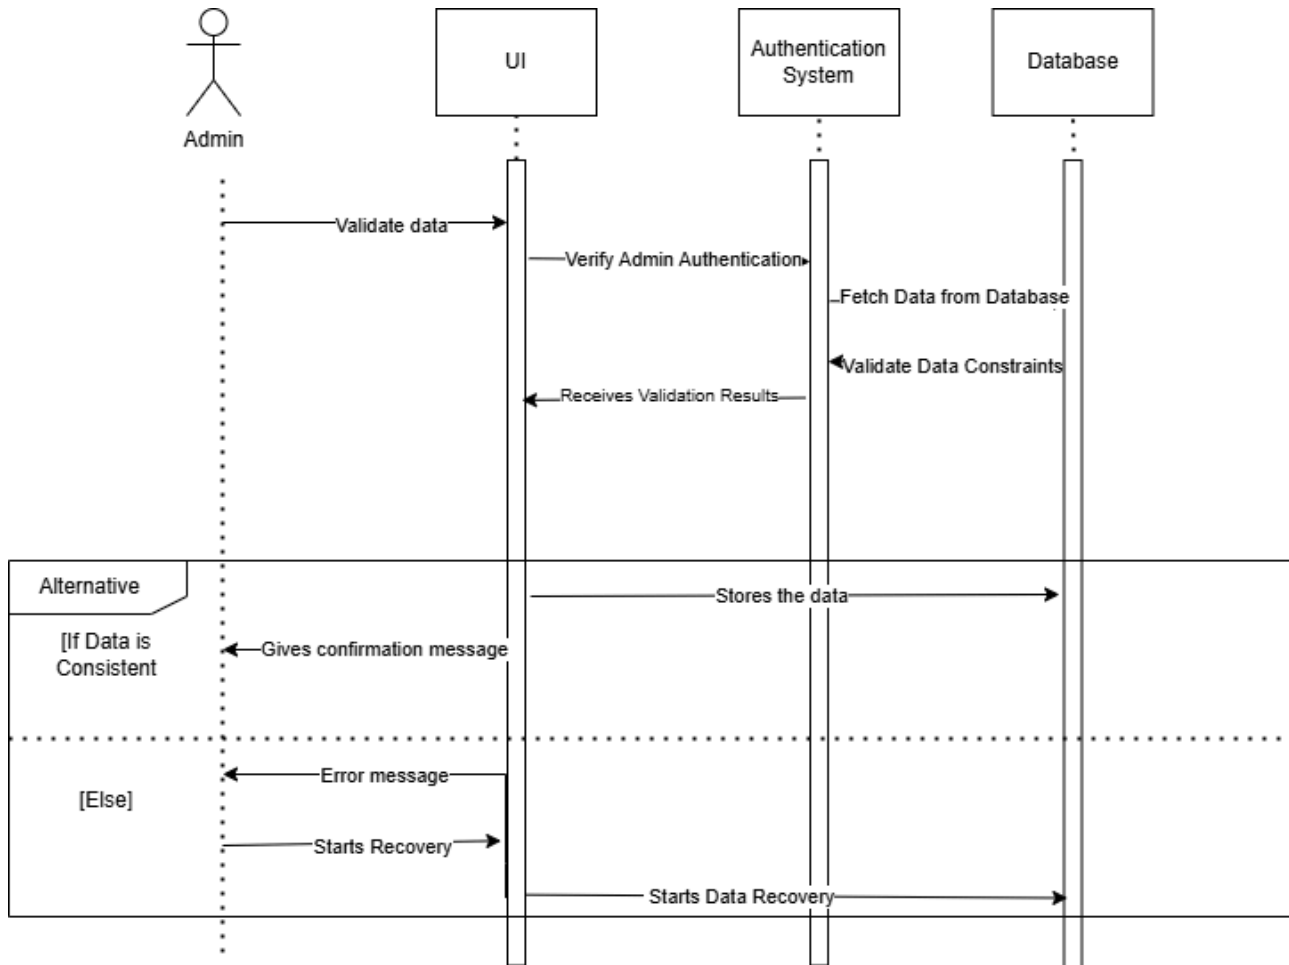 Admin
UI
Authentication
System
Database
Validate data
Verify Admin Authentication
Fetch Data from Database
Validate Data Constraints
Receives Validation Results
Alternative
Stores the data
[If Data is
Consistent
Gives confirmation message
Error message
[Else]
Starts Recovery
Starts Data Recovery